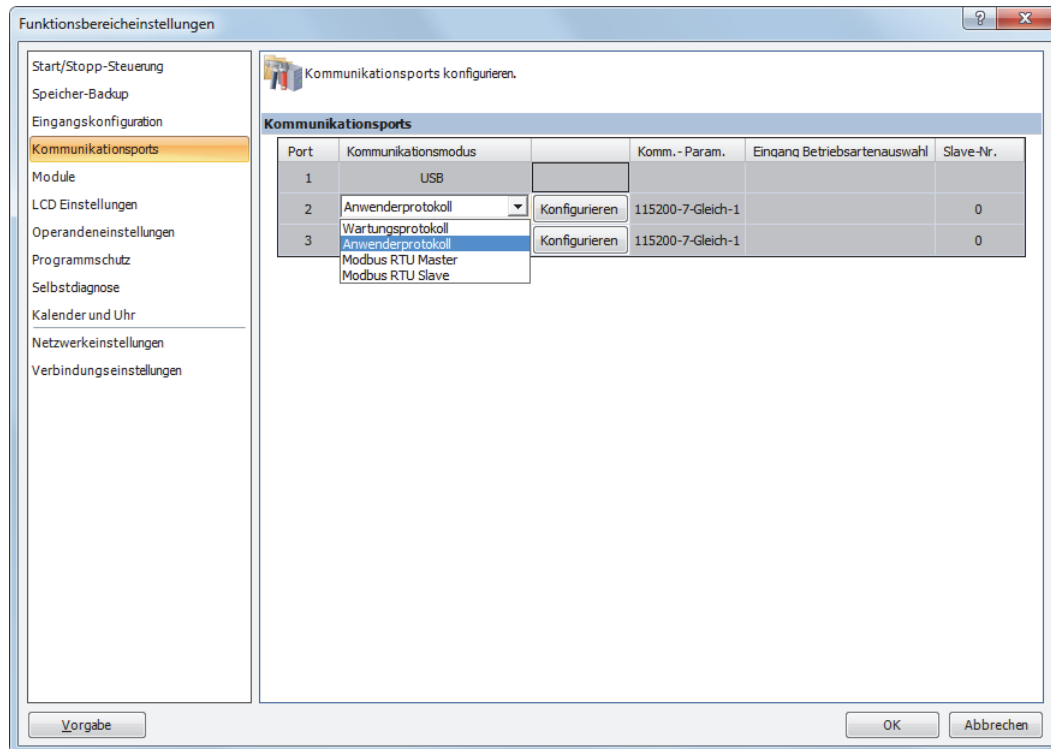 Funktionsbereicheinstellungen
?
X
Start/Stopp-Steuerung
Speicher-Backup
Eingangskonfiguration
Kommunikationsports
Module
LCD Einstellungen
Operandeneinstellungen
Programmschutz
Selbstdiagnose
Kalender und Uhr
Netzwerkeinstellungen
Verbindungseinstellungen
Kommunikationsports konfigurieren.
Kommunikationsports
Port Kommunikationsmodus Komm.-Param. Eingang Betriebsartenauswahl Slave-Nr.
1 USB
2 Anwenderprotokoll Konfigurieren 115200-7-Gleich-1 0
Wartungsprotokoll
3 Anwenderprotokoll Konfigurieren 115200-7-Gleich-1 0
Modbus RTU Master
Modbus RTU Slave
Vorgabe OK Abbrechen